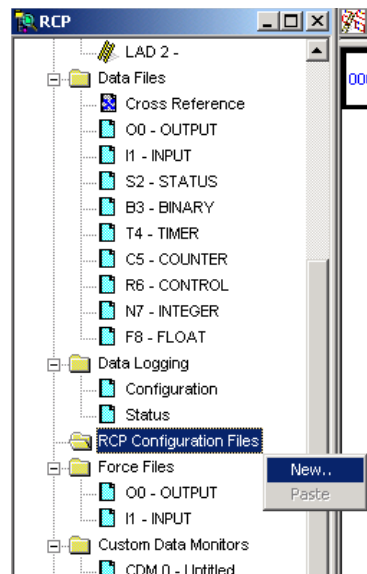 RCP
LAD 2 -
Data Files
Cross Reference
O0 - OUTPUT
I1 - INPUT
S2 - STATUS
B3 - BINARY
T4 - TIMER
C5 - COUNTER
R6 - CONTROL
N7 - INTEGER
F8 - FLOAT
Data Logging
Configuration
Status
RCP Configuration Files
New..
Paste
Force Files
O0 - OUTPUT
I1 - INPUT
Custom Data Monitors
CDM 0 - Untitled